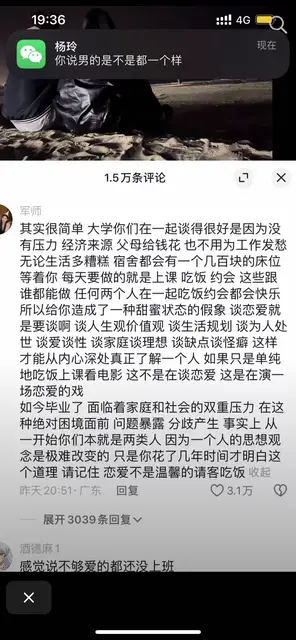 19:36
4G
杨玲
现在
你说男的是不是都一个样
1.5万条评论
军师
其实很简单 大学你们在一起谈得很好是因为没
有压力 经济来源 父母给钱花 也不用为工作发愁
无论生活多糟糕 宿舍都会有一个几百块的床位
等着你 每天要做的就是上课 吃饭 约会 这些跟
谁都能做 任何两个人在一起吃饭约会都会快乐
所以给你造成了一种甜蜜状态的假象 谈恋爱就
是要谈啊 谈人生观价值观 谈生活规划 谈为人处
世 谈爱谈性 谈家庭谈理想 谈缺点谈怪癖 这样
才能从内心深处真正了解一个人 如果只是单纯
地吃饭上课看电影 这不是在谈恋爱 这是在演一
场恋爱的戏
如今毕业了 面临着家庭和社会的双重压力 在这
种绝对困境面前 问题暴露 分歧产生 事实上 从
一开始你们本就是两类人 因为一个人的思想观
念是极难改变的 只是你花了几年时间才明白这
个道理 请记住 恋爱不是温馨的请客吃饭 收起
昨天 20:51 · 广东 回复 3.1万
展开 3039条回复
酒德麻1
感觉说不够爱的都还没上班